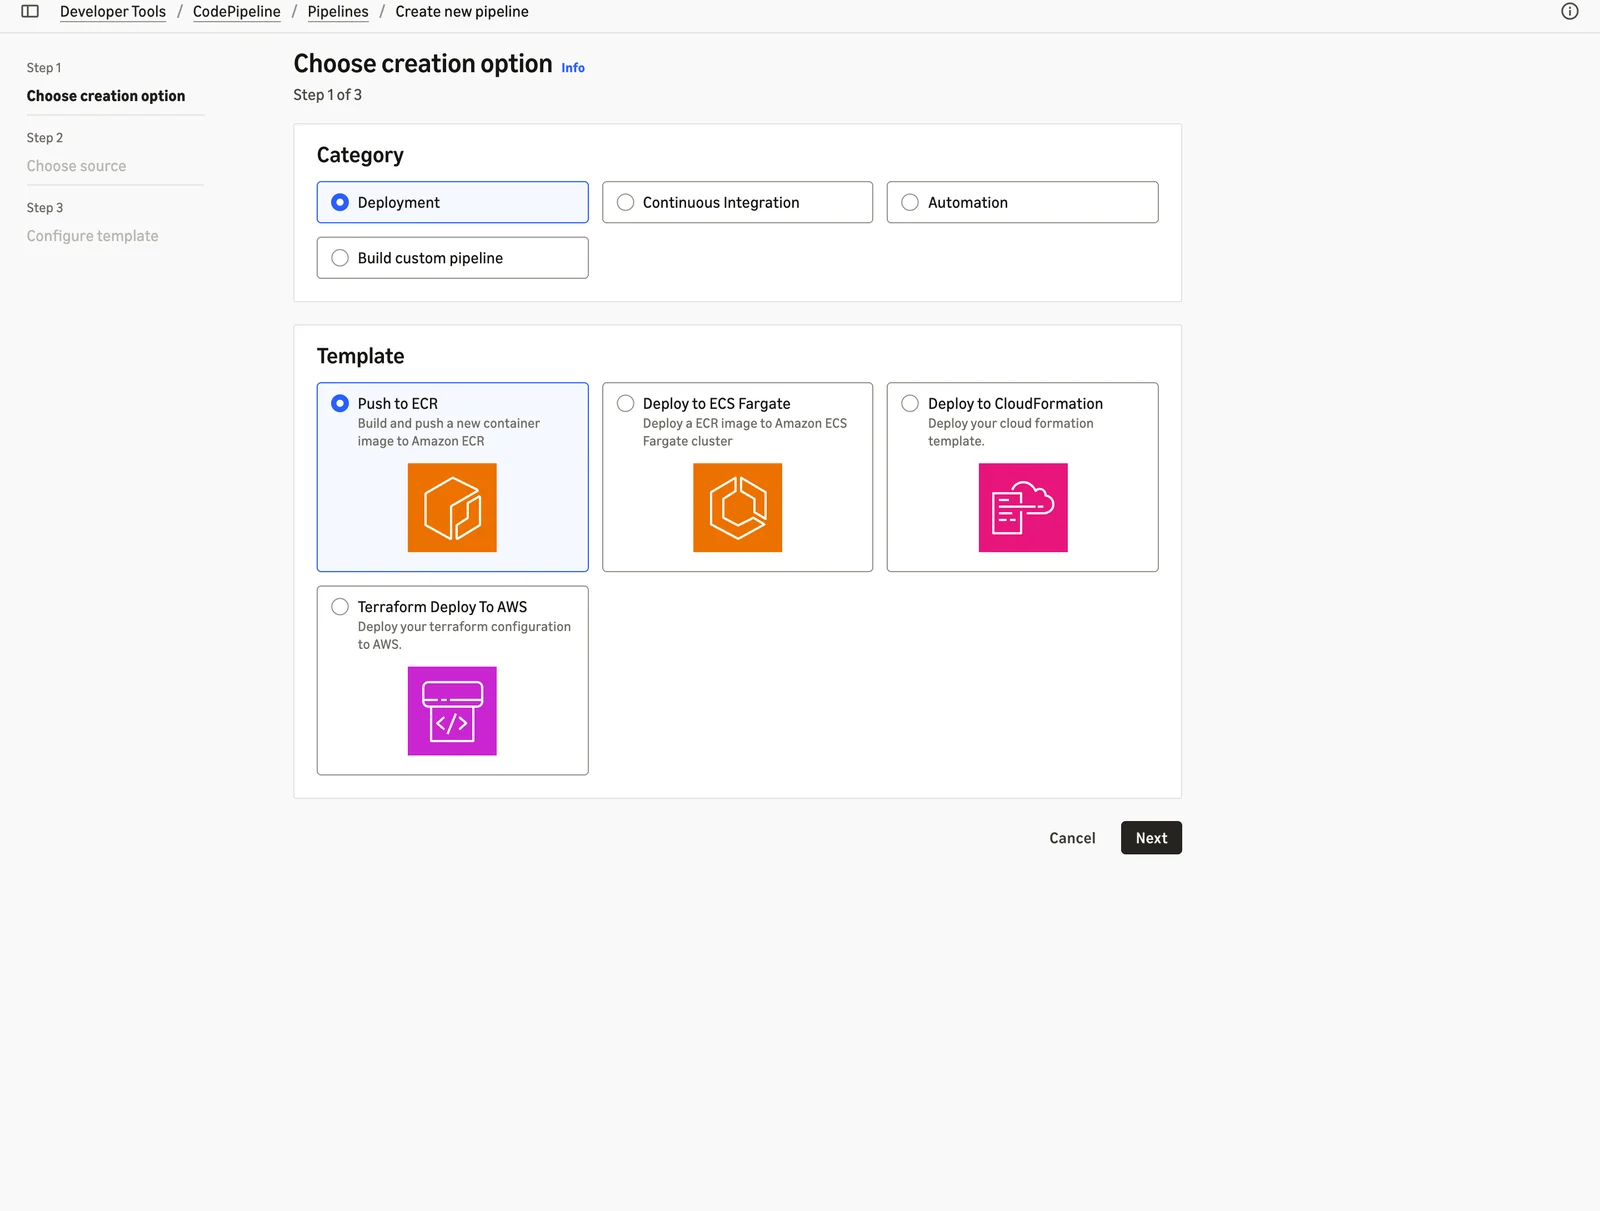 Developer Tools / CodePipeline / Pipelines / Create new pipeline
Step 1
Choose creation option
Step 2
Choose source
Step 3
Configure template
Choose creation option Info
Step 1 of 3
Category
Deployment
Continuous Integration
Automation
Build custom pipeline
Template
Push to ECR
Build and push a new container
image to Amazon ECR
Deploy to ECS Fargate
Deploy a ECR image to Amazon ECS
Fargate cluster
Deploy to CloudFormation
Deploy your cloud formation
template.
Terraform Deploy To AWS
Deploy your terraform configuration
to AWS.
Cancel
Next